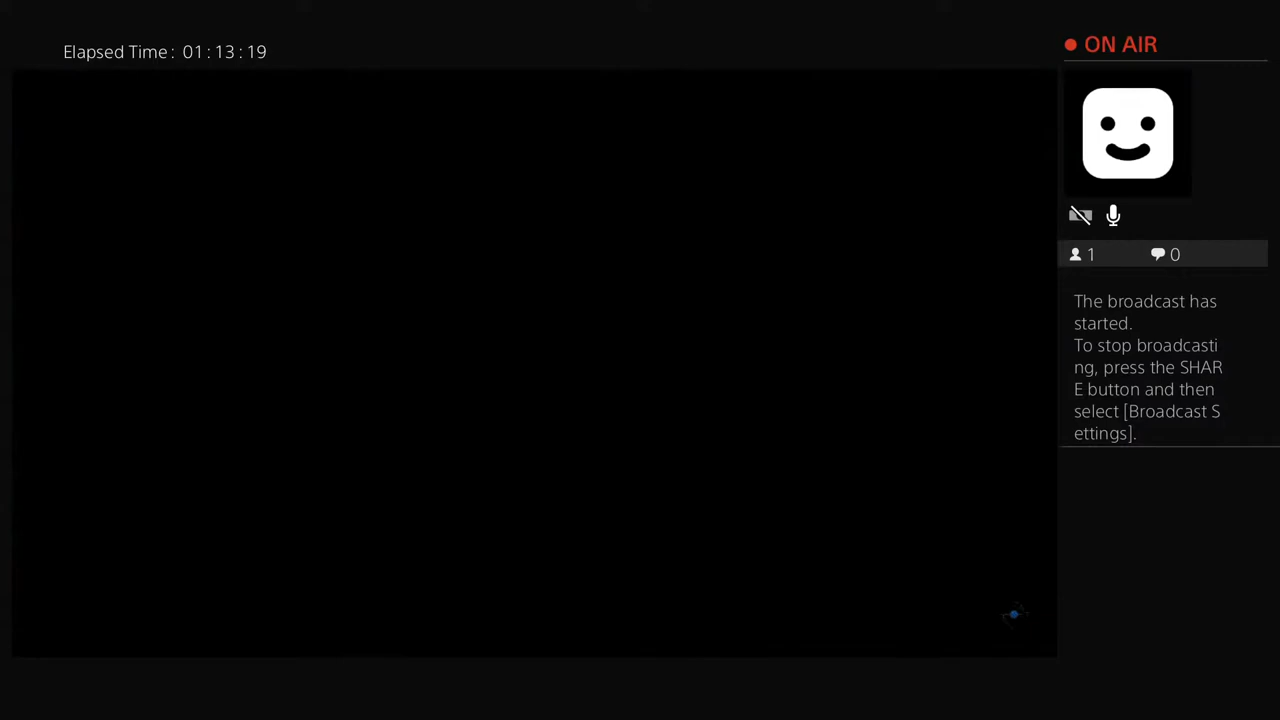 Elapsed Time: 01:13:19
ON AIR
1 0
The broadcast has
started.
To stop broadcasti
ng, press the SHAR
E button and then
select [Broadcast S
ettings].